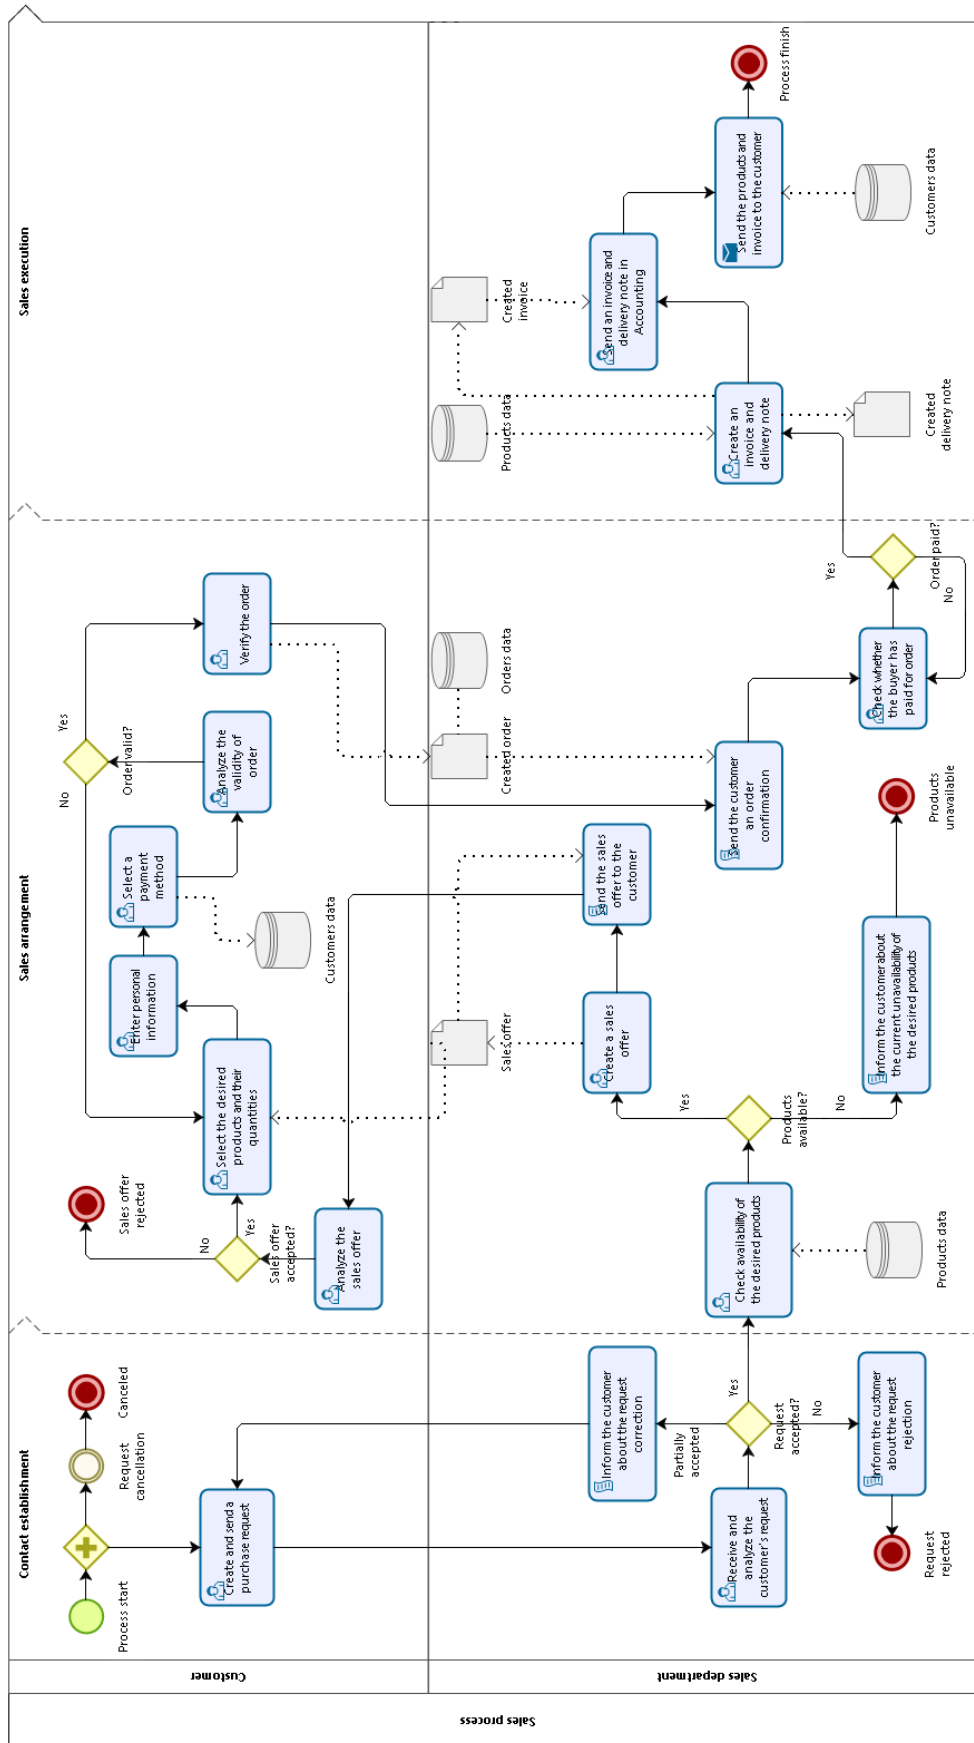 Sales process
Customer
Sales department
Contact establishment
Sales arrangement
Sales execution
Process start
Request
cancellation
Canceled
Create and send a
purchase request
Receive and
analyze the
customer's request
Request
accepted?
Partially
accepted
Yes
No
Inform the customer
about the request
correction
Inform the customer
about the request
rejection
Request
rejected
Check availability of
the desired products
Products data
Products
available?
Yes
No
Create a sales
offer
Sales offer
Send the sales
offer to the
customer
Inform the customer about
the current unavailability of
the desired products
Products
unavailable
Analyze the
sales offer
Sales offer
accepted?
No
Yes
Sales offer
rejected
Select the desired
products and their
quantities
Enter personal
information
Select a
payment
method
Customers data
Analyze the
validity of
order
Order valid?
No
Yes
Verify the order
Created order
Orders data
Send the customer
an order
confirmation
Check whether
the buyer has
paid for order
Order paid?
Yes
No
Create an
invoice and
delivery note
Products data
Created
delivery note
Created
invoice
Send an invoice and
delivery note in
Accounting
Send the products and
invoice to the customer
Customers data
Process finish